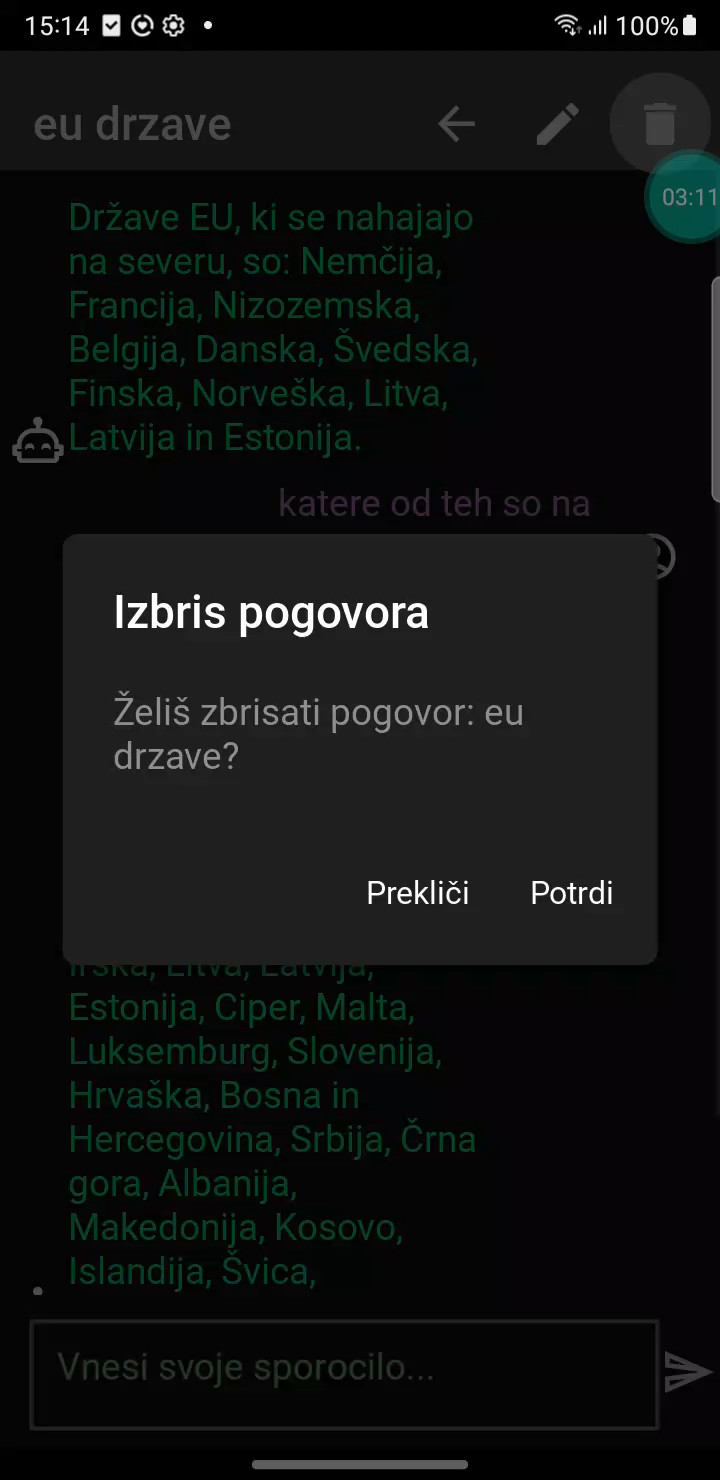 15:14
100%
eu drzave
03:11
Države EU, ki se nahajajo
na severu, so: Nemčija,
Francija, Nizozemska,
Belgija, Danska, Švedska,
Finska, Norveška, Litva,
Latvija in Estonija.
katere od teh so na
Izbris pogovora
Želiš zbrisati pogovor: eu
drzave?
Prekliči
Potrdi
Irska, Litva, Latvija,
Estonija, Ciper, Malta,
Luksemburg, Slovenija,
Hrvaška, Bosna in
Hercegovina, Srbija, Črna
gora, Albanija,
Makedonija, Kosovo,
Islandija, Švica,
Vnesi svoje sporocilo...